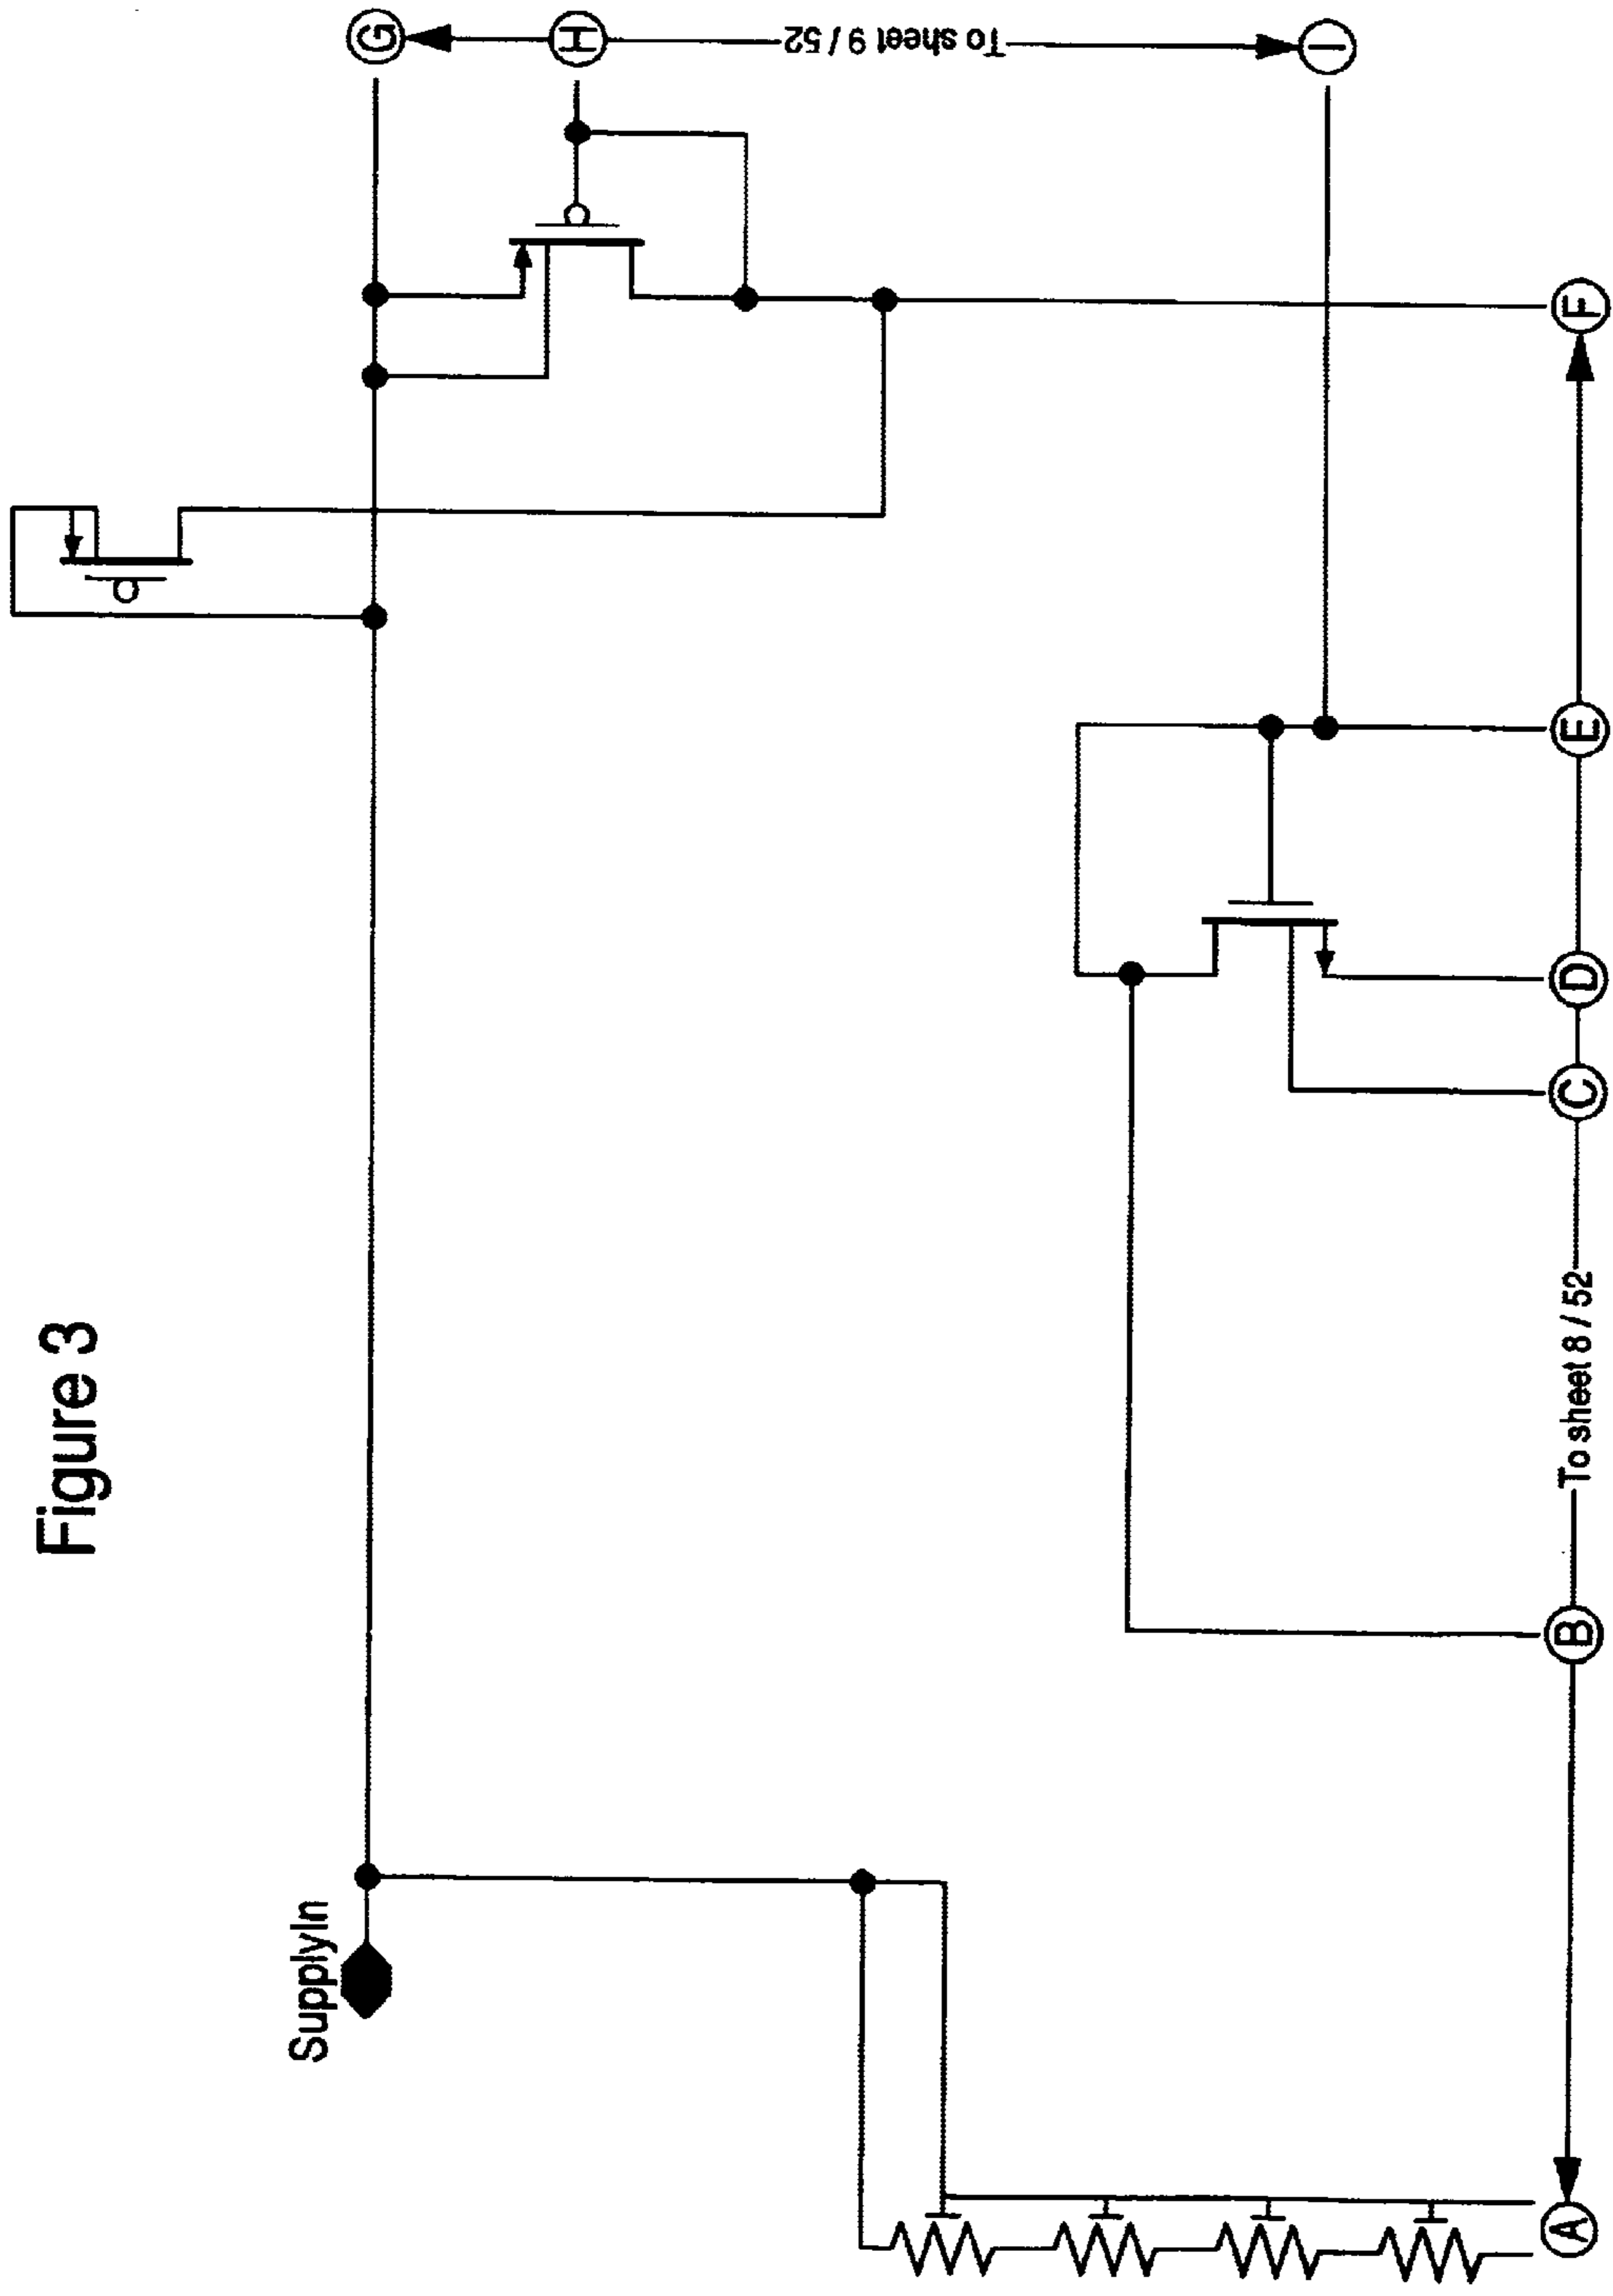 Figure 3
SupplyIn
G
H
To sheet 9 / 52
I
A
B
To sheet 8 / 52
C
D
E
F